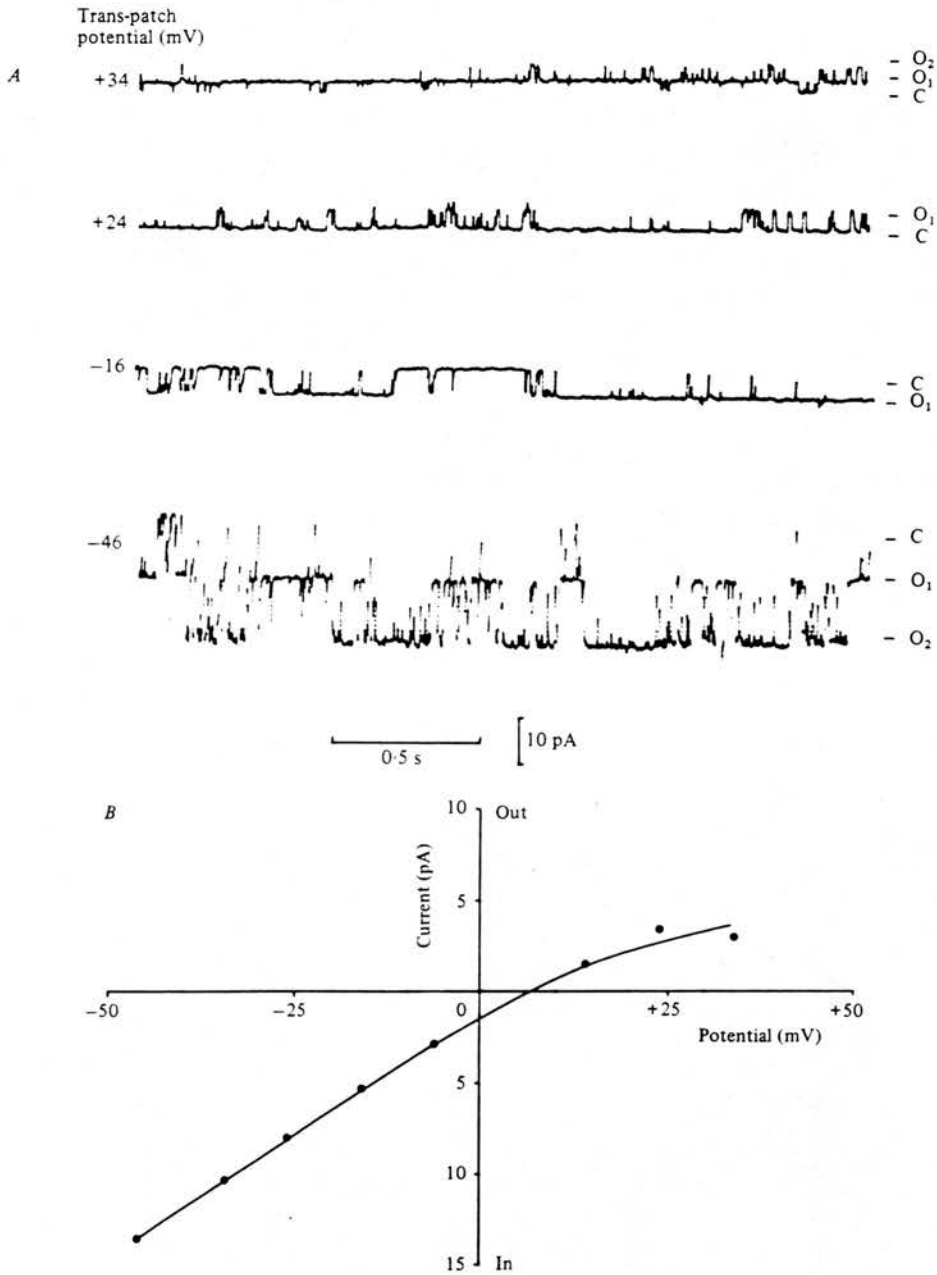 Trans-patch
potential (mV)
A
+34
O2
O1
C
+24
O1
C
−16
C
O1
−46
C
O1
O2
0·5 s
10 pA
B
10
Out
Current (pA)
5
−50
−25
0
+25
+50
Potential (mV)
5
10
15
In